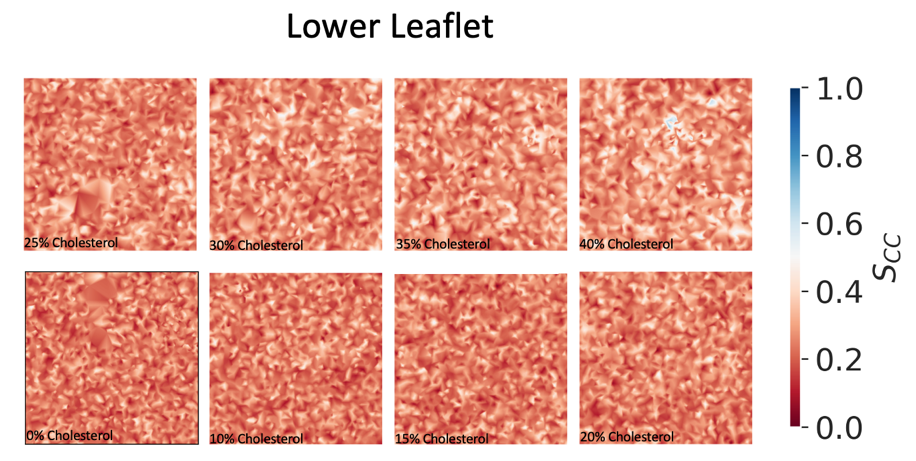 Lower Leaflet
25% Cholesterol
30% Cholesterol
35% Cholesterol
40% Cholesterol
0% Cholesterol
10% Cholesterol
15% Cholesterol
20% Cholesterol
1.0
0.8
0.6
0.4
0.2
0.0
SCC